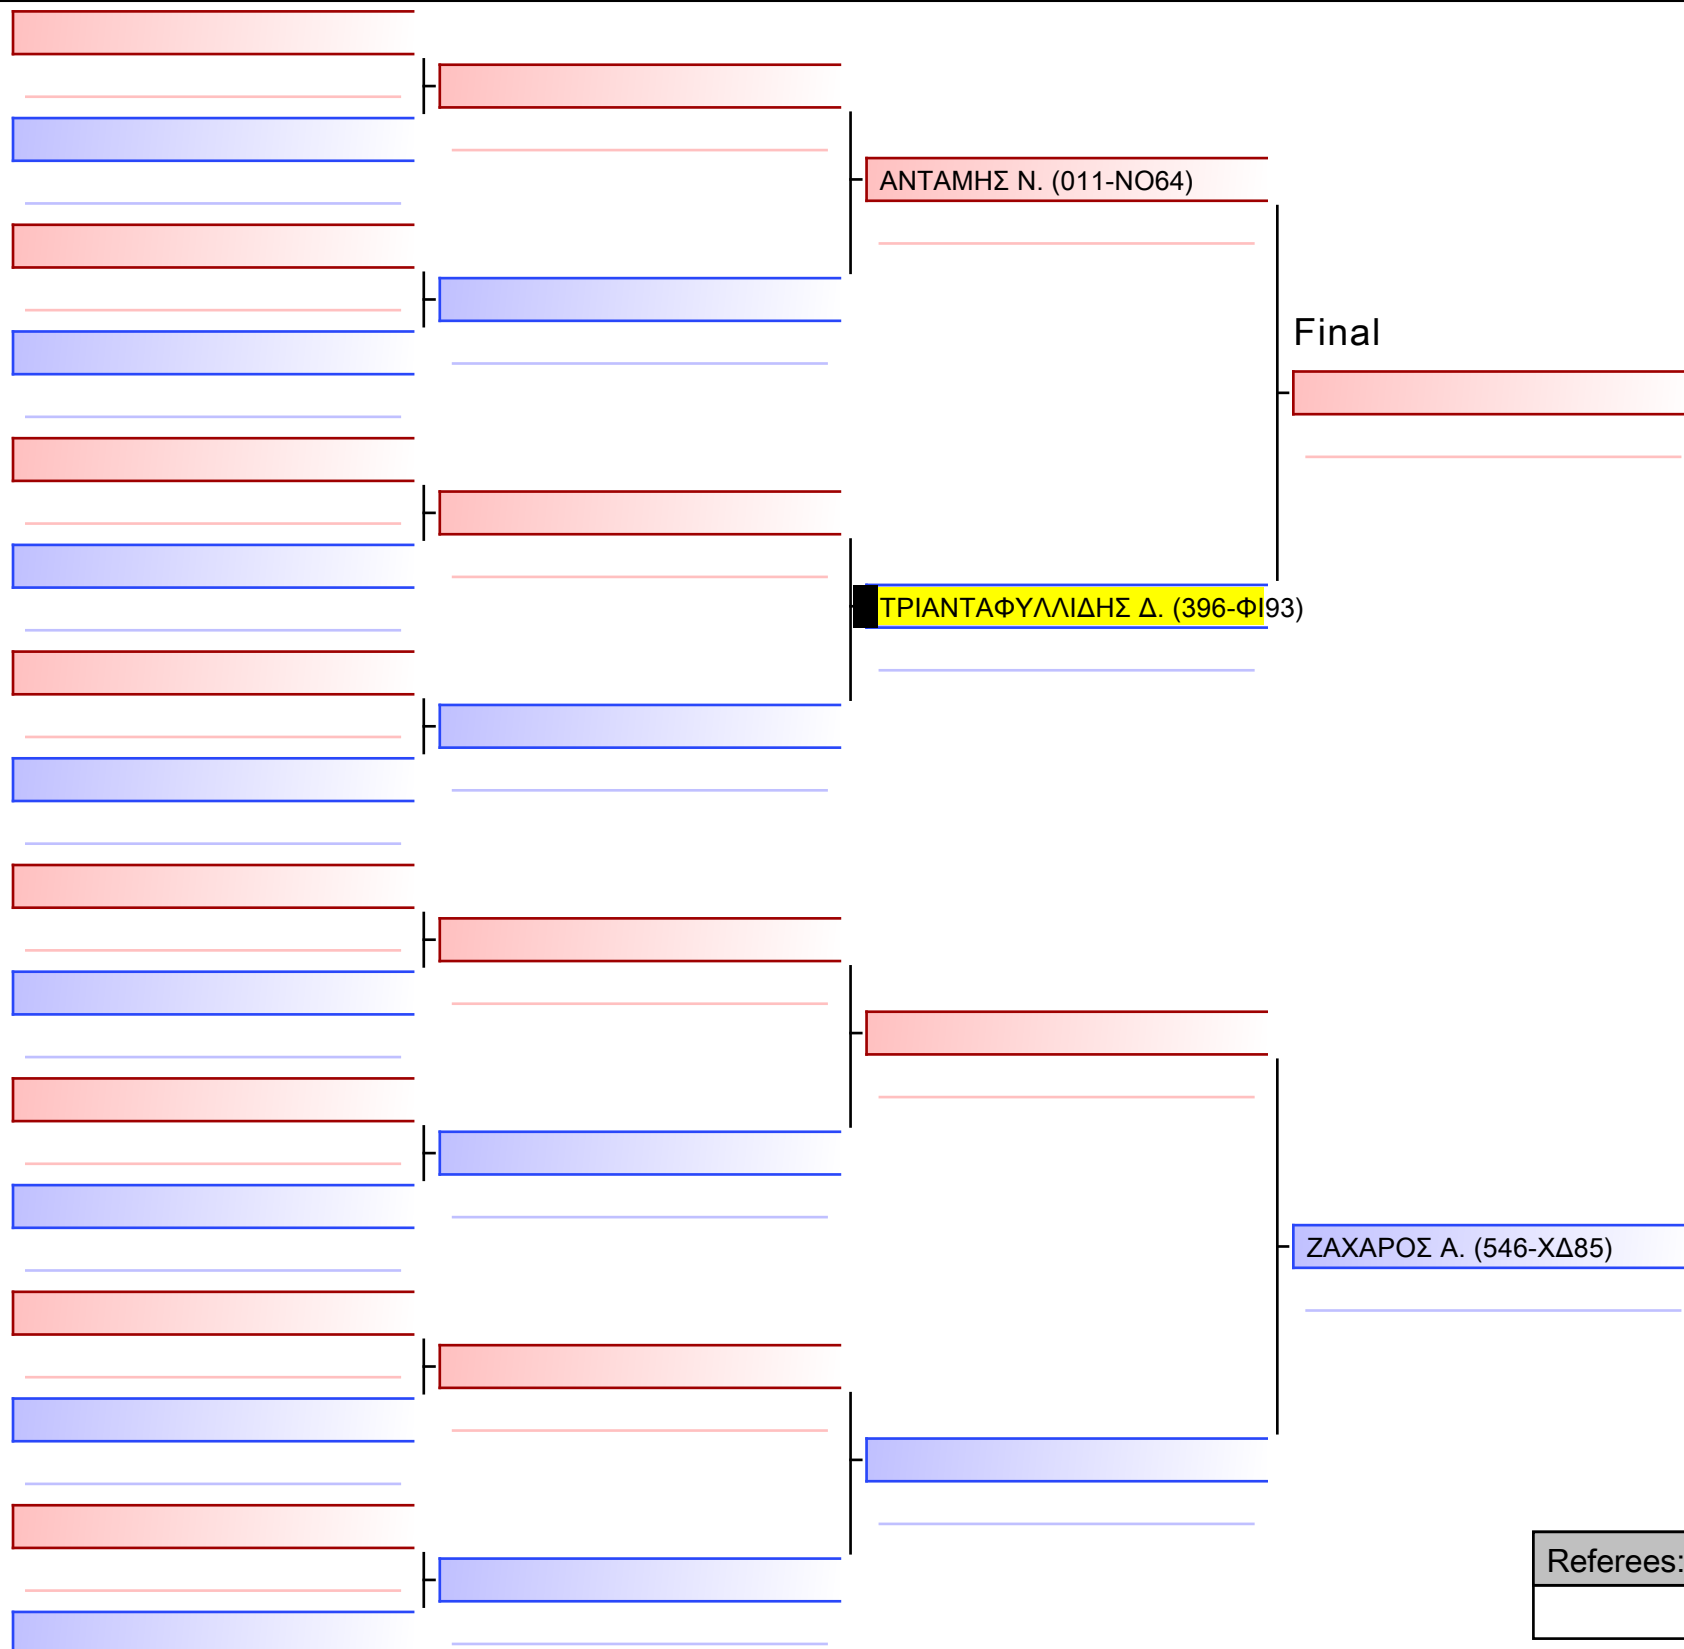 ΑΝΤΑΜΗΣ Ν. (011-ΝΟ64)
Final
ΤΡΙΑΝΤΑΦΥΛΛΙΔΗΣ Δ. (396-ΦΙ93)
ΖΑΧΑΡΟΣ Α. (546-ΧΔ85)
Referees: